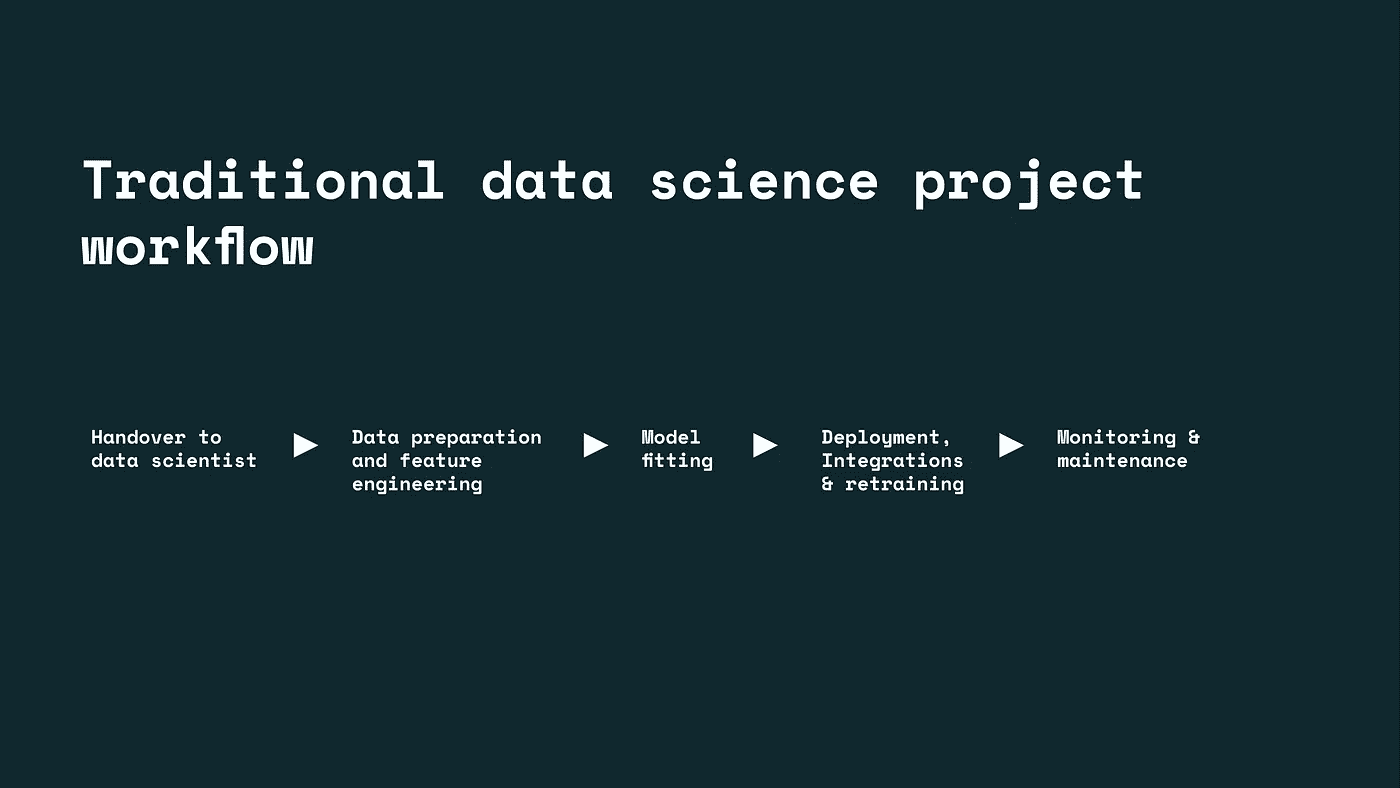 Traditional data science project
workflow
Handover to
data scientist
Data preparation
and feature
engineering
Model
fitting
Deployment,
Integrations
& retraining
Monitoring &
maintenance